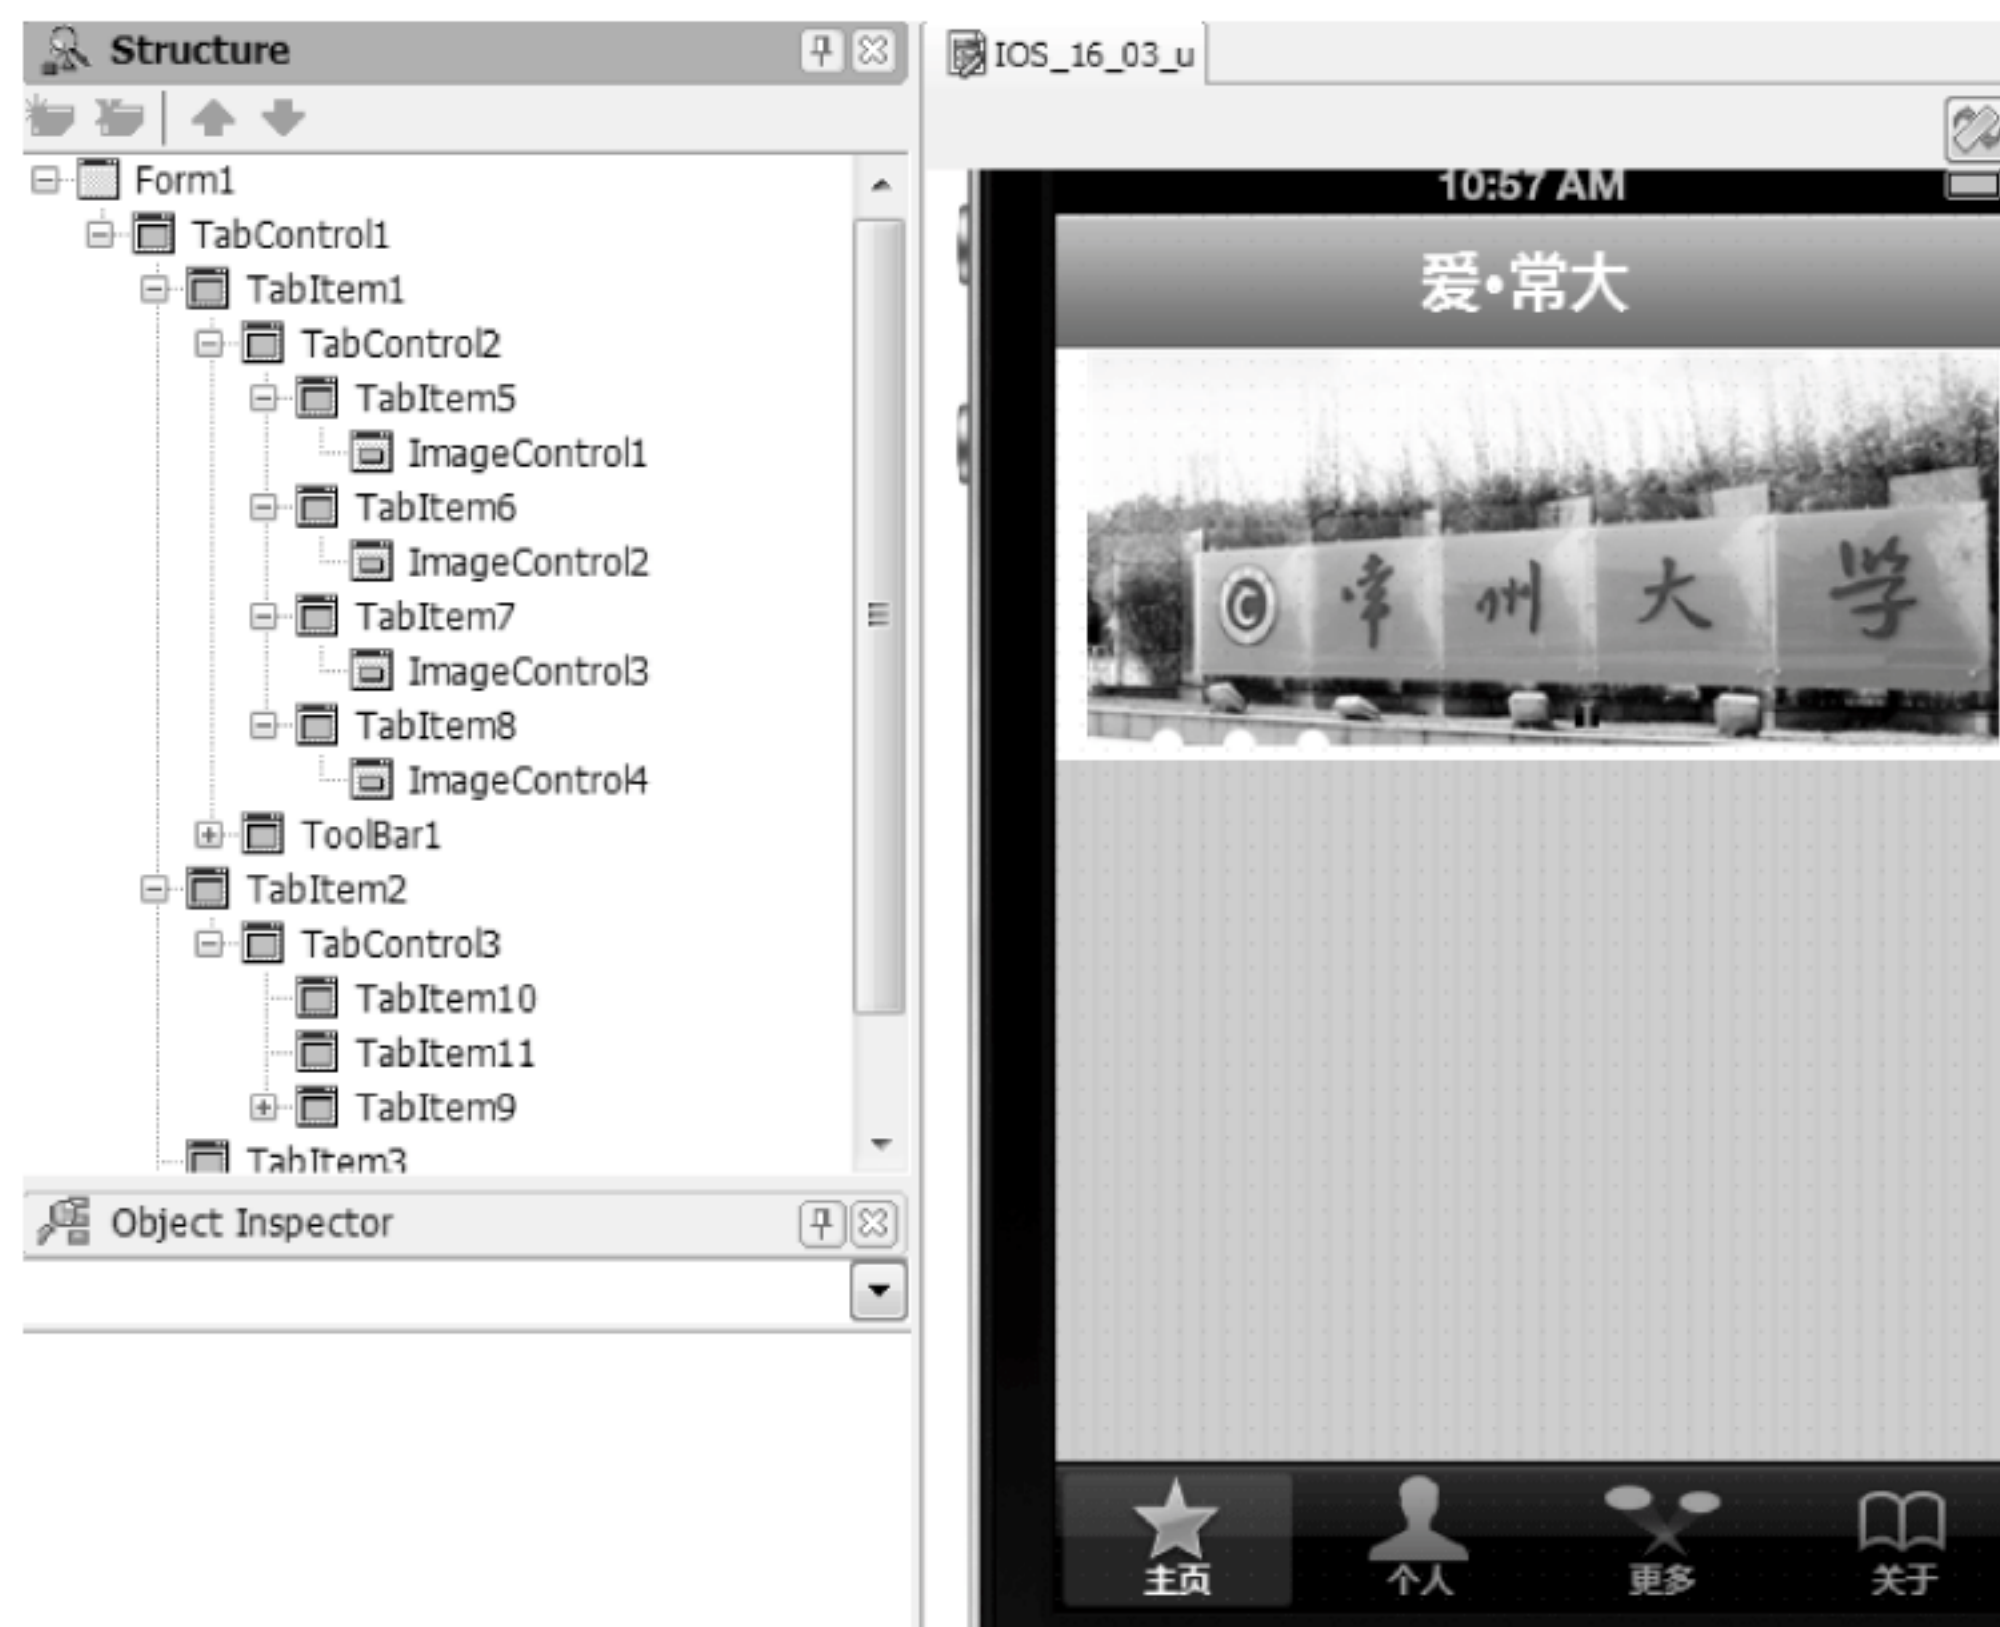 Structure
Form1
TabControl1
TabItem1
TabControl2
TabItem5
ImageControl1
TabItem6
ImageControl2
TabItem7
ImageControl3
TabItem8
ImageControl4
ToolBar1
TabItem2
TabControl3
TabItem10
TabItem11
TabItem9
TabItem3
Object Inspector
IOS_16_03_u
10:57 AM
爱•常大
常州大学
主页 个人 更多 关于